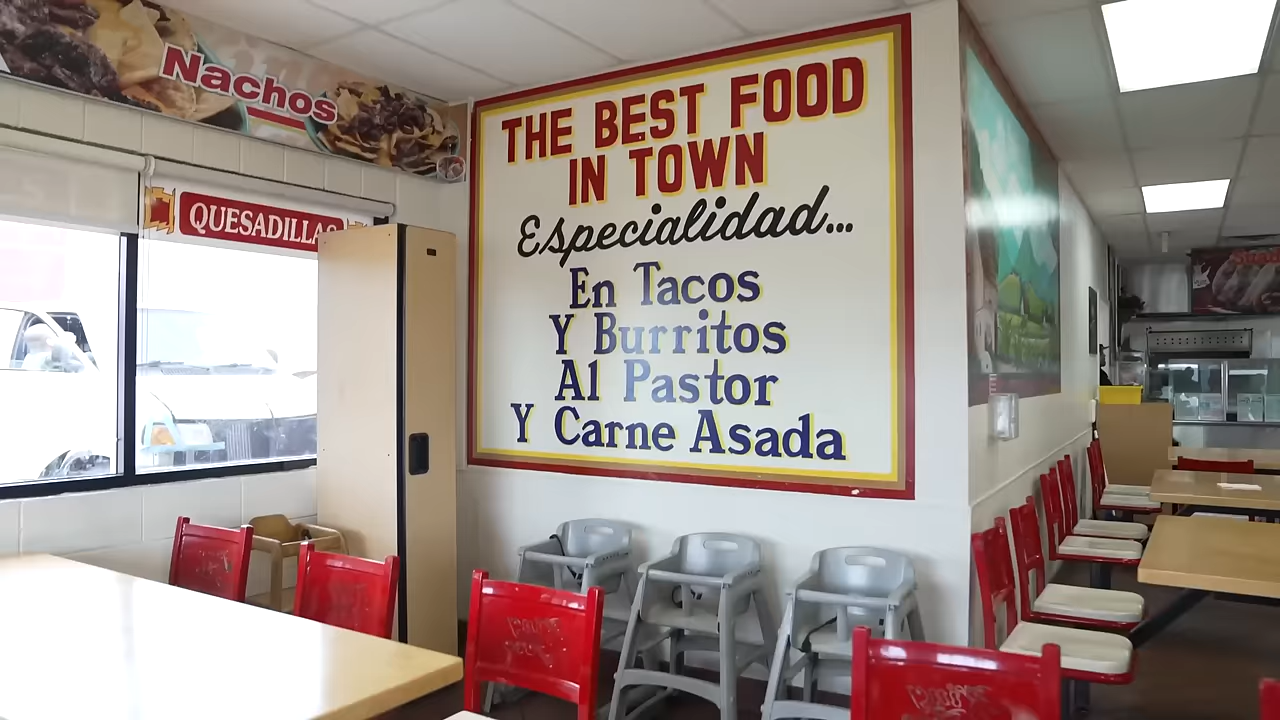 Nachos
QUESADILLAS
THE BEST FOOD
IN TOWN
Especialidad...
En Tacos
Y Burritos
Al Pastor
Y Carne Asada